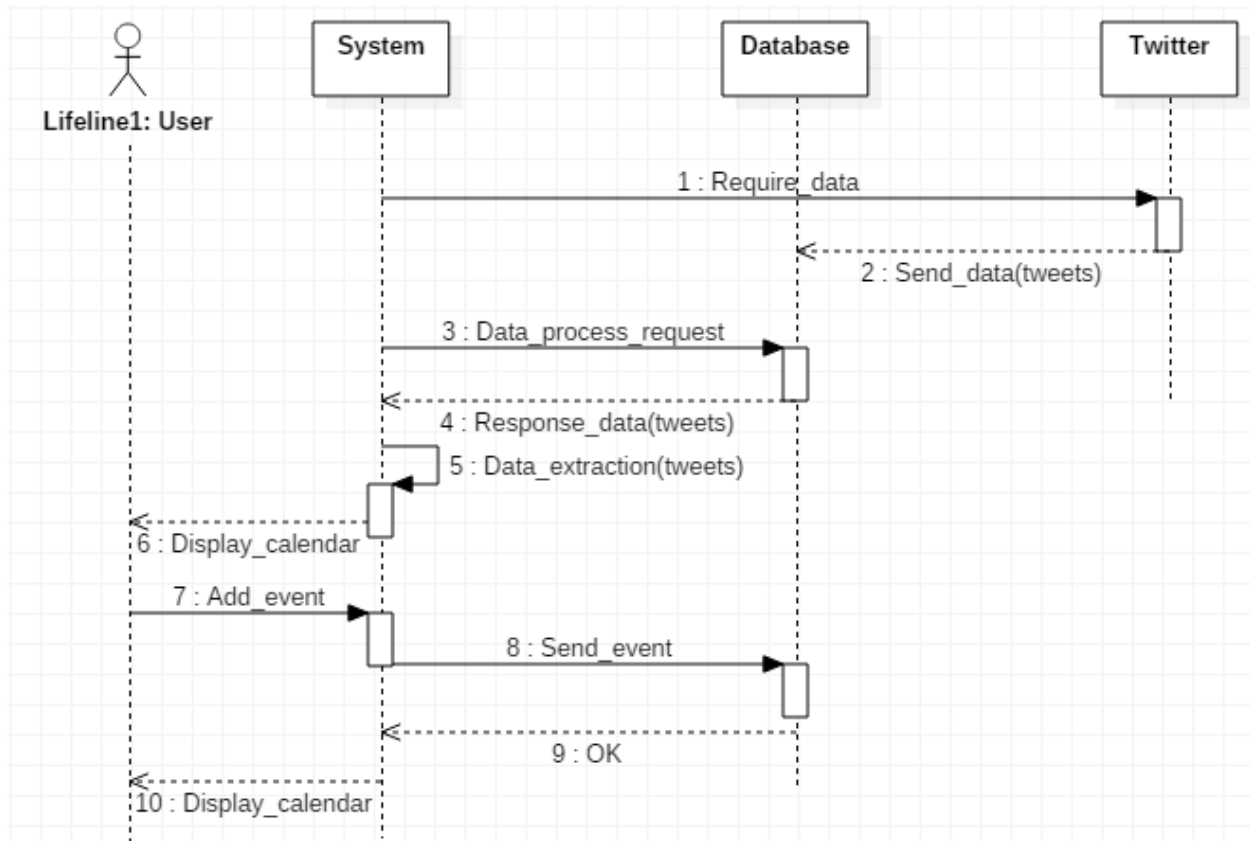 System
Database
Twitter
Lifeline1: User
1 : Require_data
2 : Send_data(tweets)
3 : Data_process_request
4 : Response_data(tweets)
5 : Data_extraction(tweets)
6 : Display_calendar
7 : Add_event
8 : Send_event
9 : OK
10 : Display_calendar